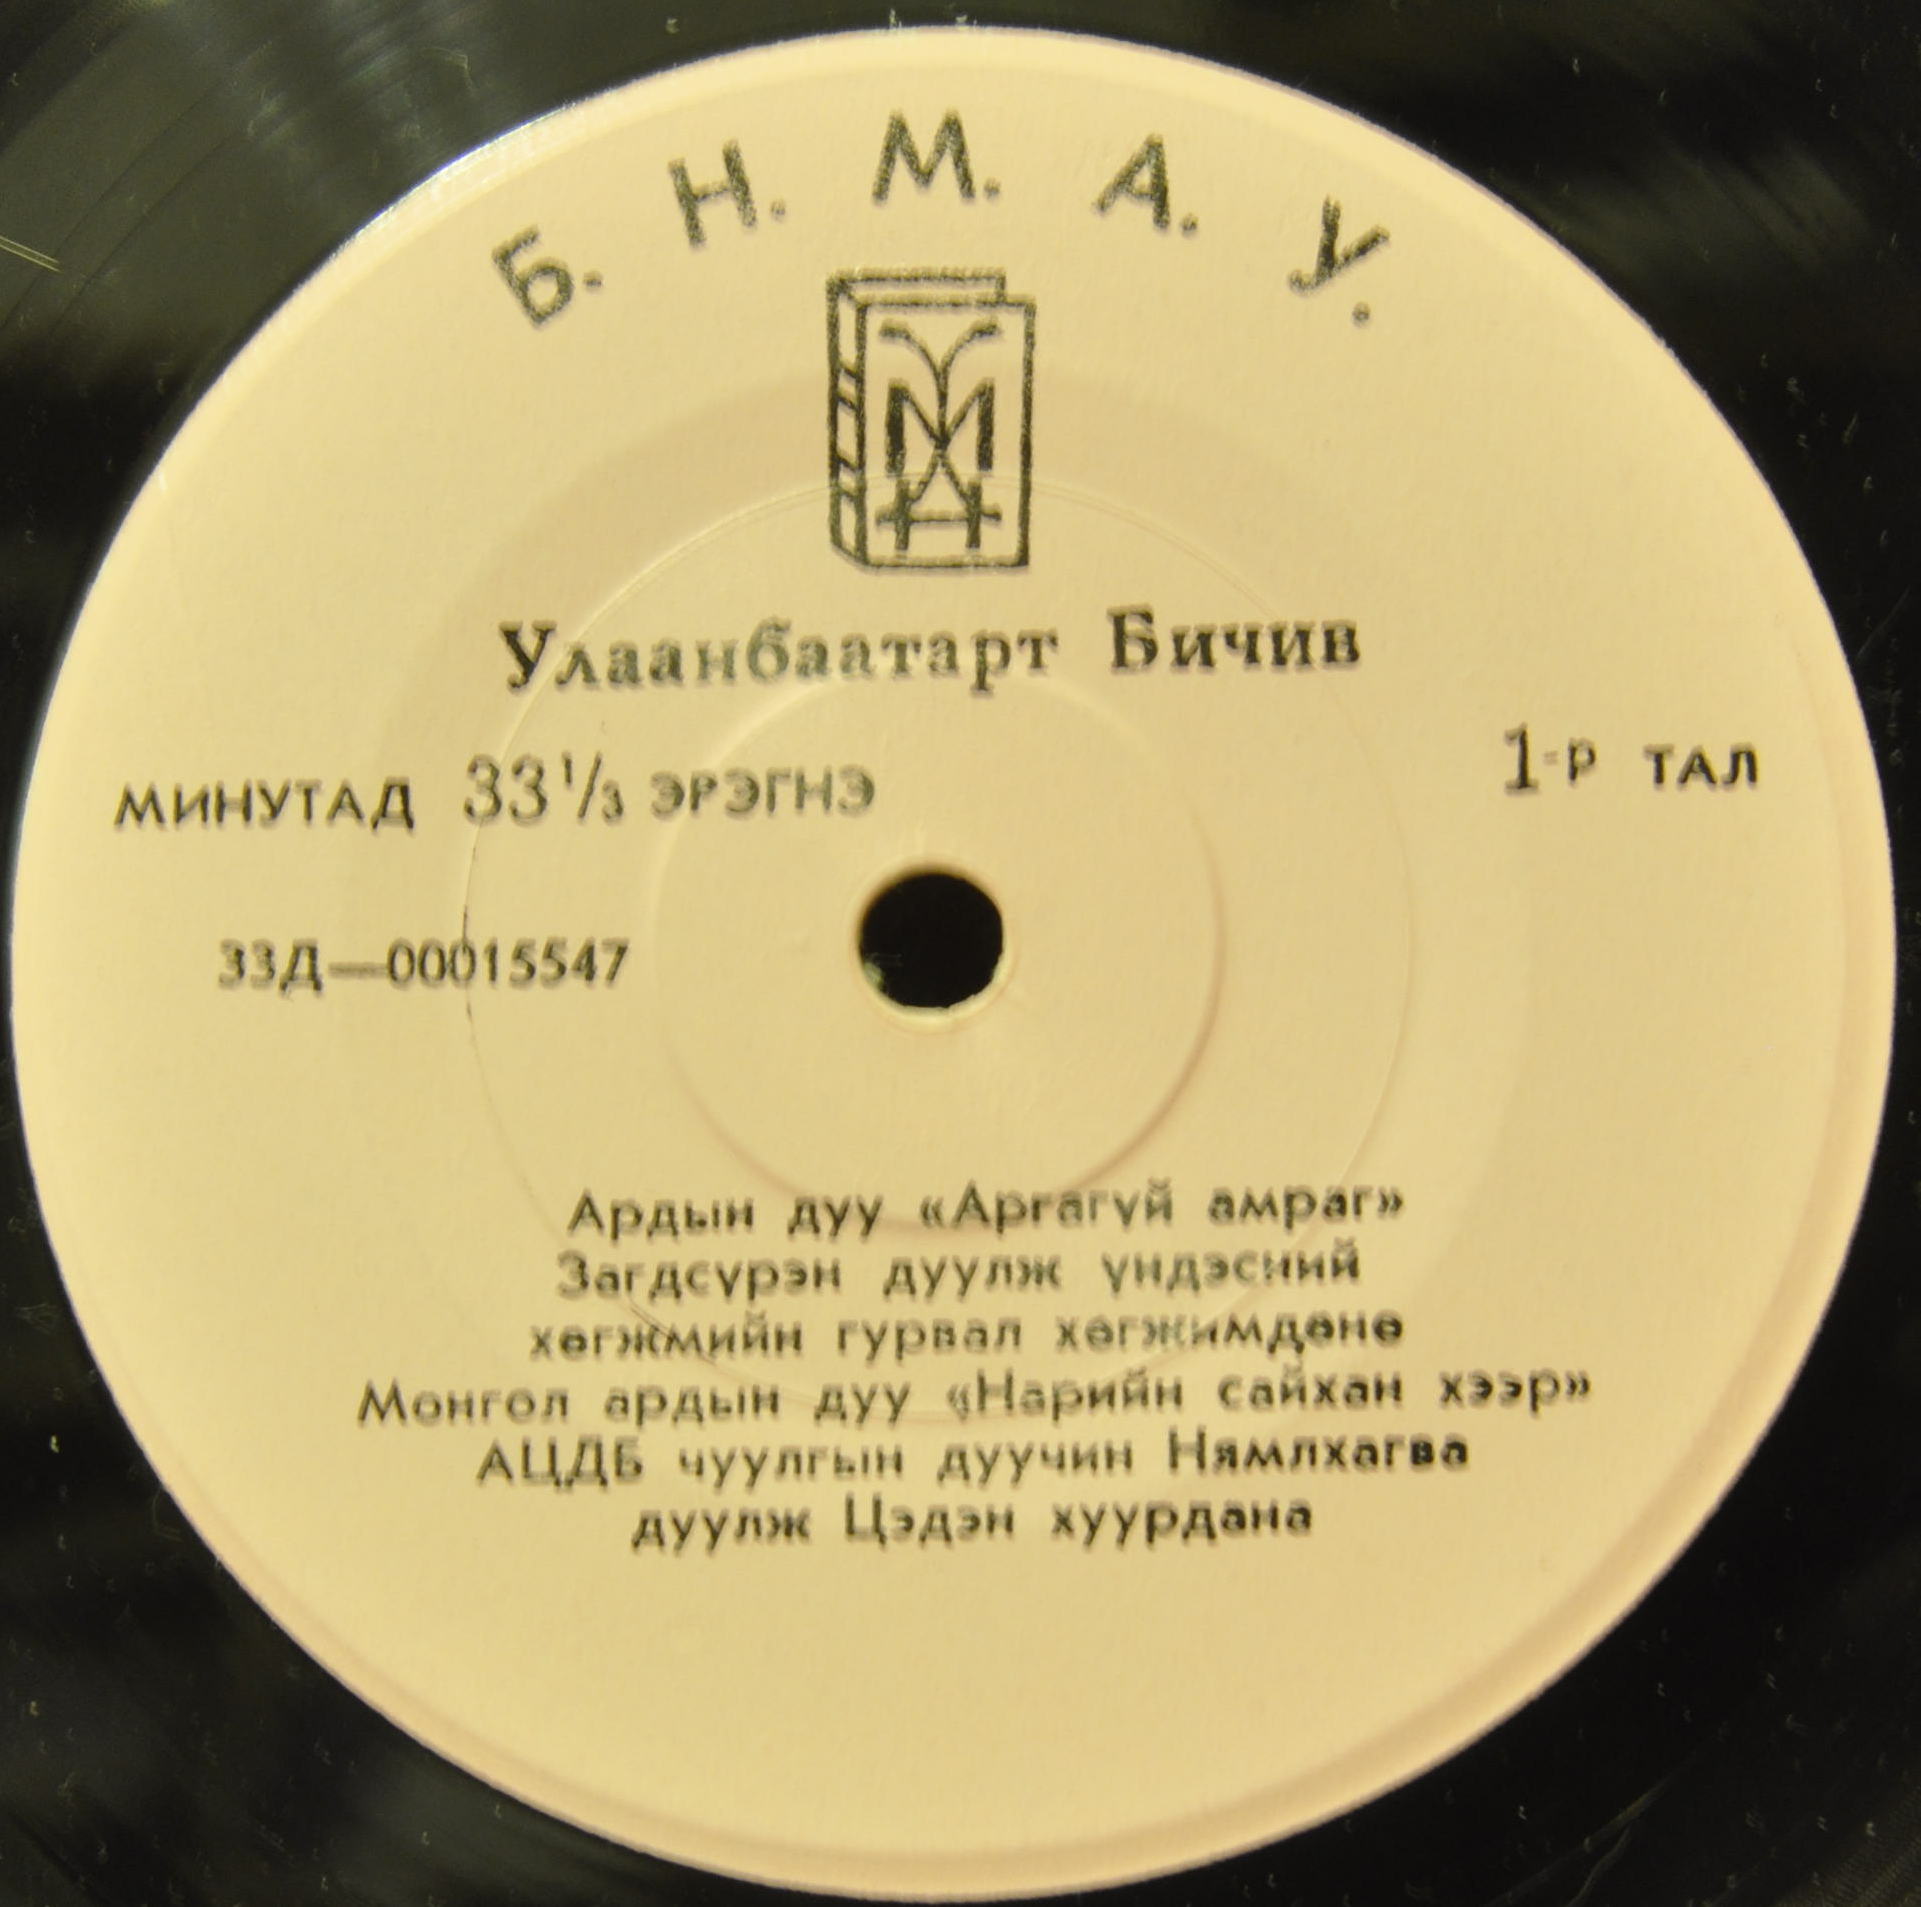 Б. Н. М. А. У.
УМХ
Улаанбаатарт Бичив
МИНУТАД 33⅓ ЭРЭГНЭ
1-Р ТАЛ
33Д—00015547
Ардын дуу «Аргагүй амраг»
Загдсүрэн дуулж үндэсний
хөгжмийн гурвал хөгжимдөнө
Монгол ардын дуу «Нарийн сайхан хээр»
АЦДБ чуулгын дуучин Нямлхагва
дуулж Цэдэн хуурдана